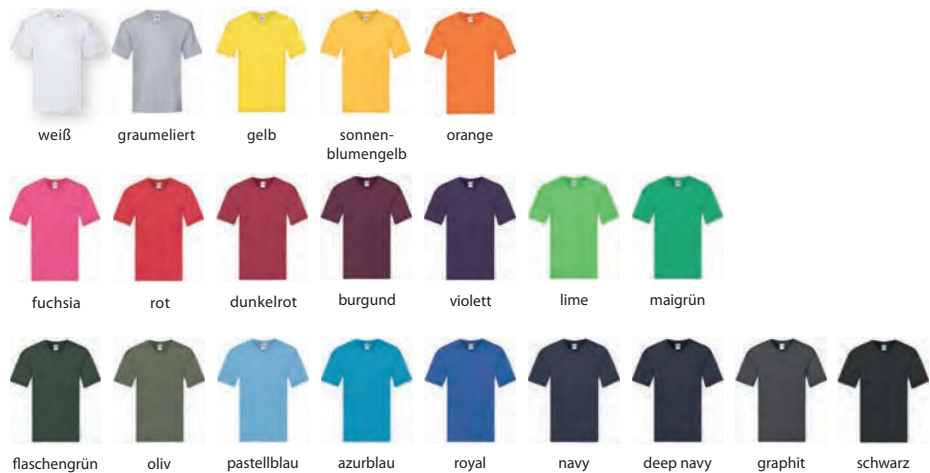 weiß graumeliert gelb sonnen- orange
blumengelb
fuchsia rot dunkelrot burgund violett lime maigrün
flaschengrün oliv pastellblau azurblau royal navy deep navy graphit schwarz